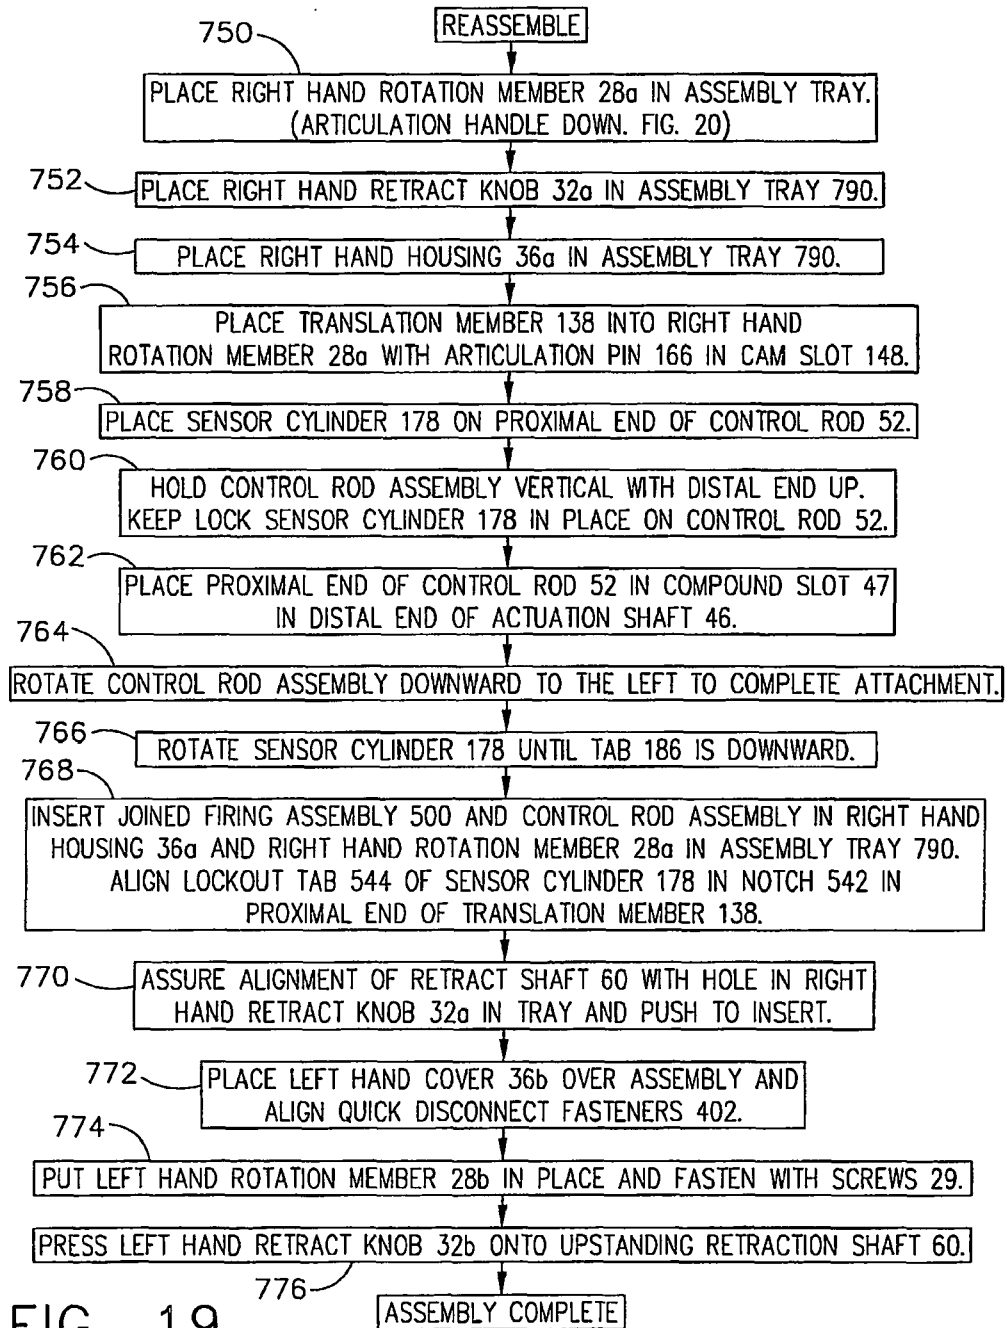 REASSEMBLE
750
PLACE RIGHT HAND ROTATION MEMBER 28a IN ASSEMBLY TRAY.
(ARTICULATION HANDLE DOWN. FIG. 20)
752
PLACE RIGHT HAND RETRACT KNOB 32a IN ASSEMBLY TRAY 790.
754
PLACE RIGHT HAND HOUSING 36a IN ASSEMBLY TRAY 790.
756
PLACE TRANSLATION MEMBER 138 INTO RIGHT HAND
ROTATION MEMBER 28a WITH ARTICULATION PIN 166 IN CAM SLOT 148.
758
PLACE SENSOR CYLINDER 178 ON PROXIMAL END OF CONTROL ROD 52.
760
HOLD CONTROL ROD ASSEMBLY VERTICAL WITH DISTAL END UP.
KEEP LOCK SENSOR CYLINDER 178 IN PLACE ON CONTROL ROD 52.
762
PLACE PROXIMAL END OF CONTROL ROD 52 IN COMPOUND SLOT 47
IN DISTAL END OF ACTUATION SHAFT 46.
764
ROTATE CONTROL ROD ASSEMBLY DOWNWARD TO THE LEFT TO COMPLETE ATTACHMENT.
766
ROTATE SENSOR CYLINDER 178 UNTIL TAB 186 IS DOWNWARD.
768
INSERT JOINED FIRING ASSEMBLY 500 AND CONTROL ROD ASSEMBLY IN RIGHT HAND
HOUSING 36a AND RIGHT HAND ROTATION MEMBER 28a IN ASSEMBLY TRAY 790.
ALIGN LOCKOUT TAB 544 OF SENSOR CYLINDER 178 IN NOTCH 542 IN
PROXIMAL END OF TRANSLATION MEMBER 138.
770
ASSURE ALIGNMENT OF RETRACT SHAFT 60 WITH HOLE IN RIGHT
HAND RETRACT KNOB 32a IN TRAY AND PUSH TO INSERT.
772
PLACE LEFT HAND COVER 36b OVER ASSEMBLY AND
ALIGN QUICK DISCONNECT FASTENERS 402.
774
PUT LEFT HAND ROTATION MEMBER 28b IN PLACE AND FASTEN WITH SCREWS 29.
PRESS LEFT HAND RETRACT KNOB 32b ONTO UPSTANDING RETRACTION SHAFT 60.
776
ASSEMBLY COMPLETE
FIG. 19